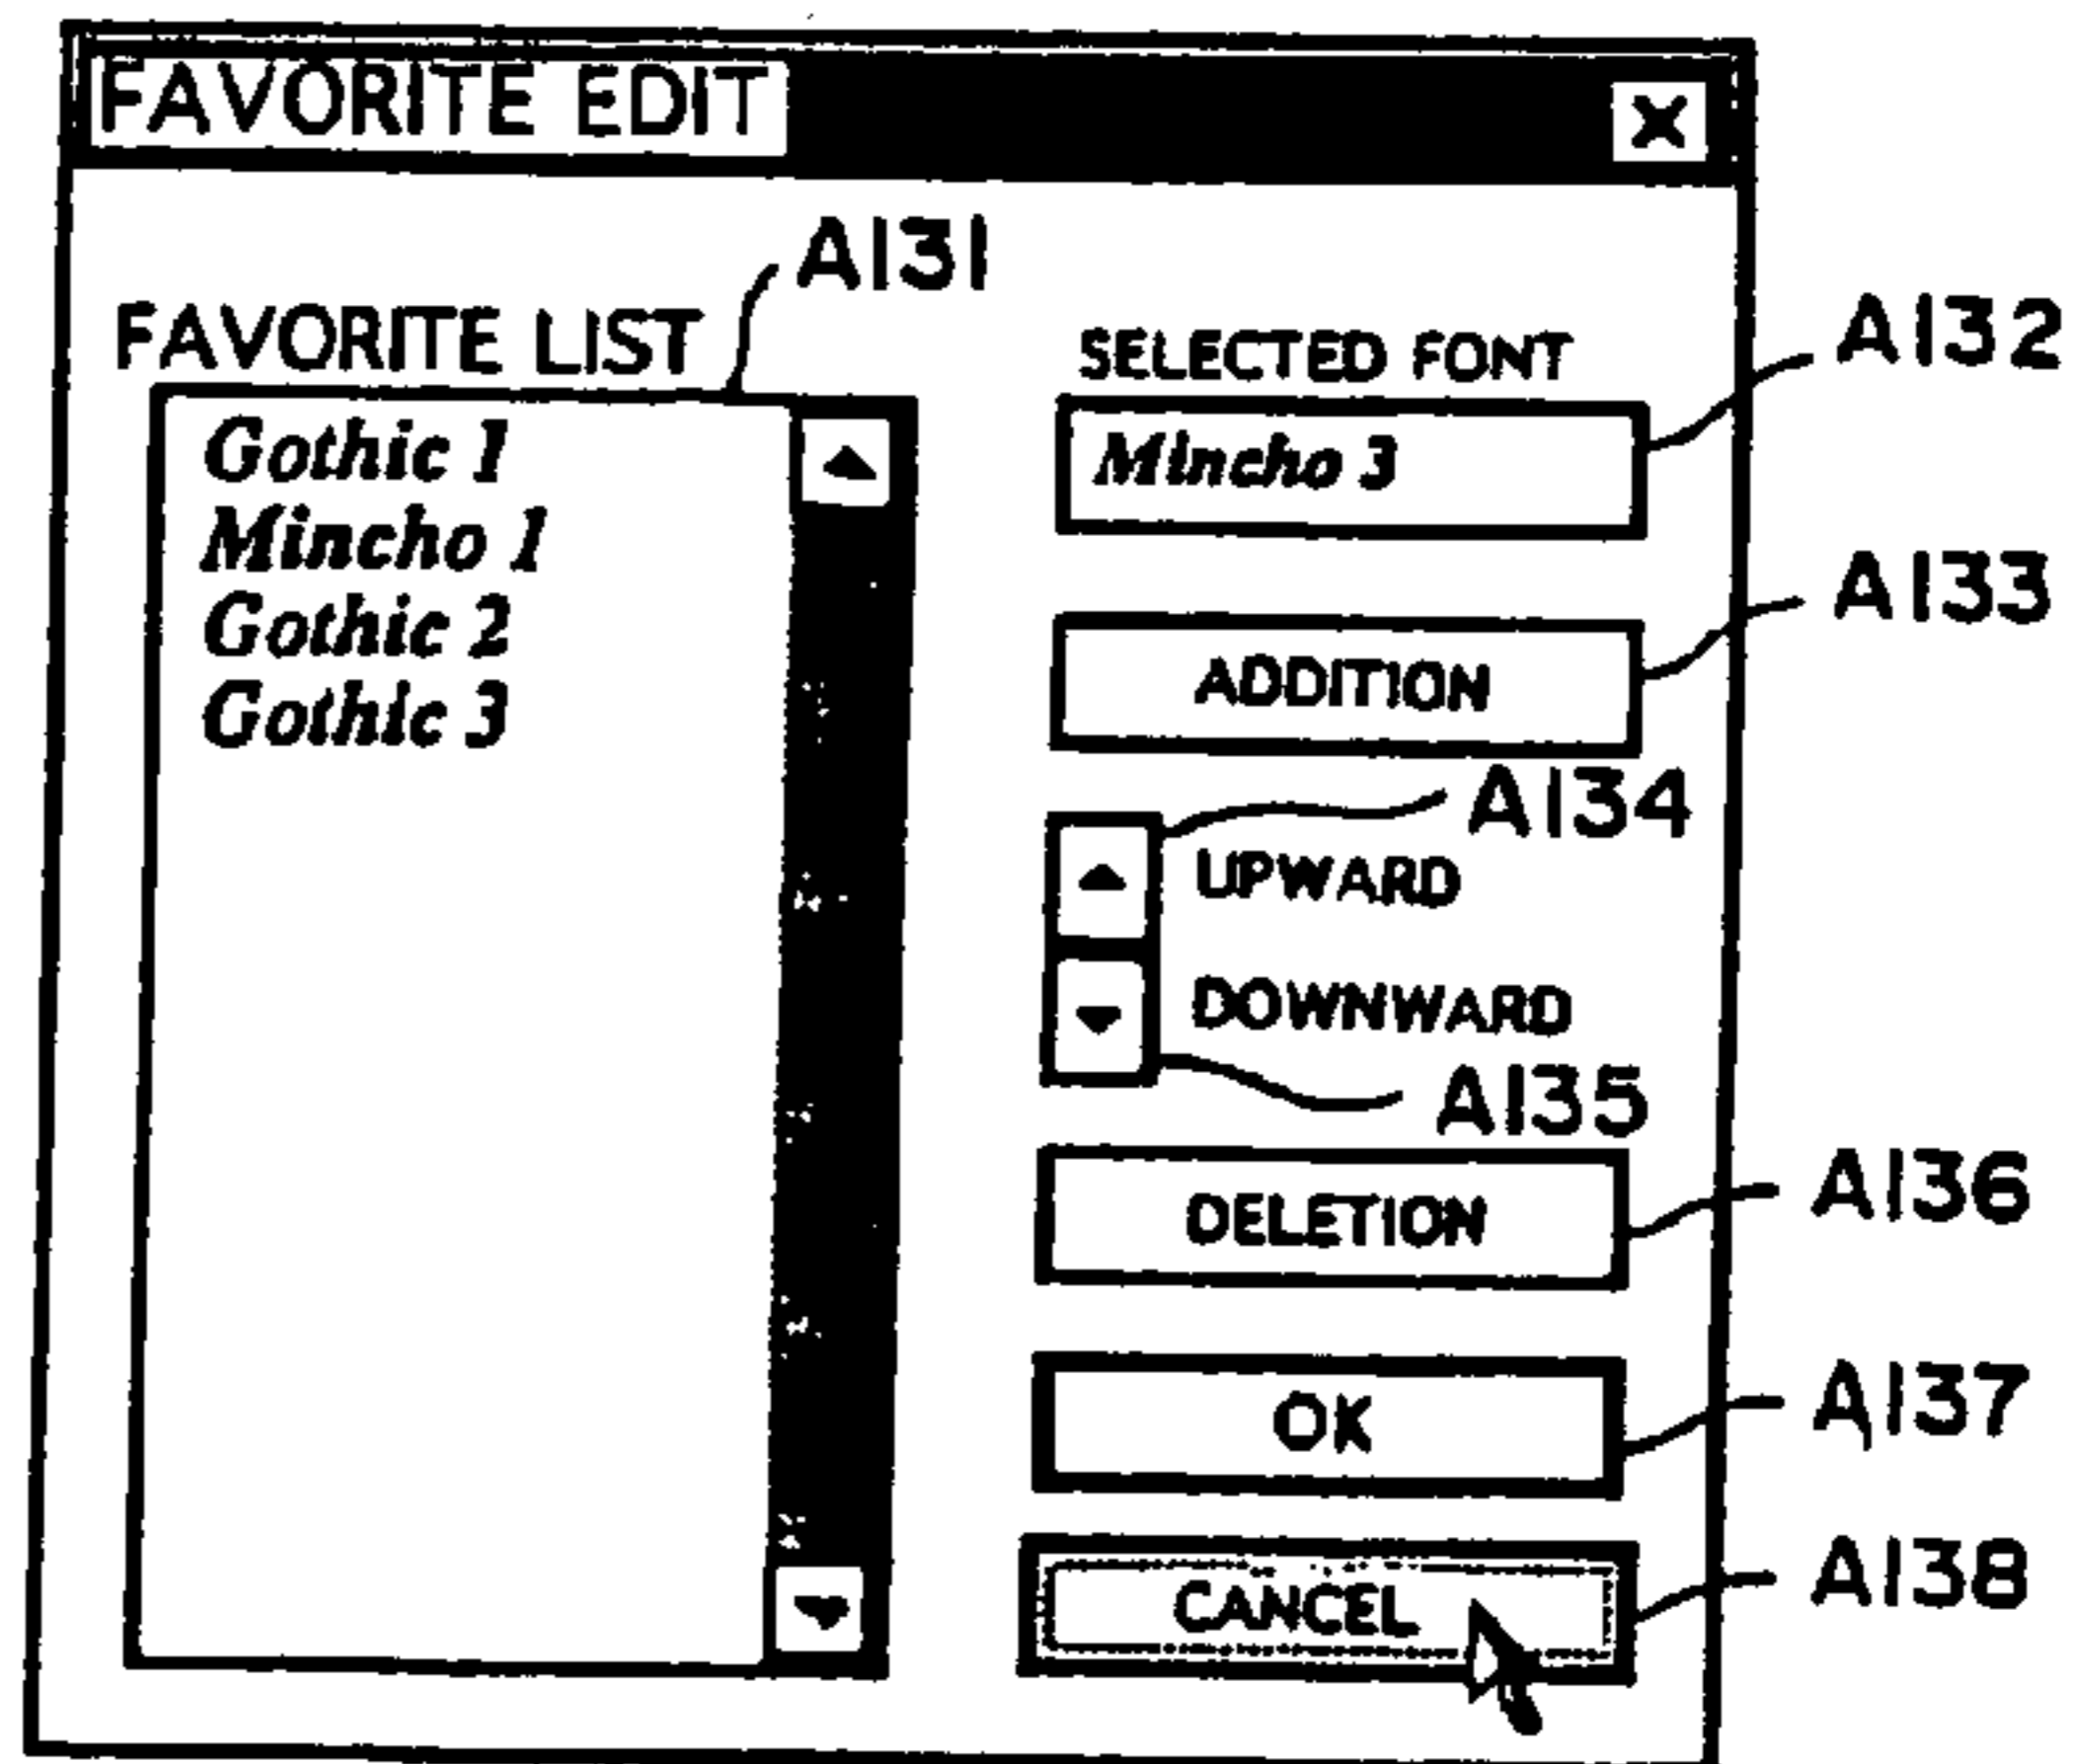 FAVORITE EDIT X
A131
FAVORITE LIST
Gothic 1
Mincho 1
Gothic 2
Gothic 3
SELECTED FONT
A132
Mincho 3
A133
ADDITION
A134
UPWARD
DOWNWARD
A135
DELETION
A136
OK
A137
CANCEL
A138